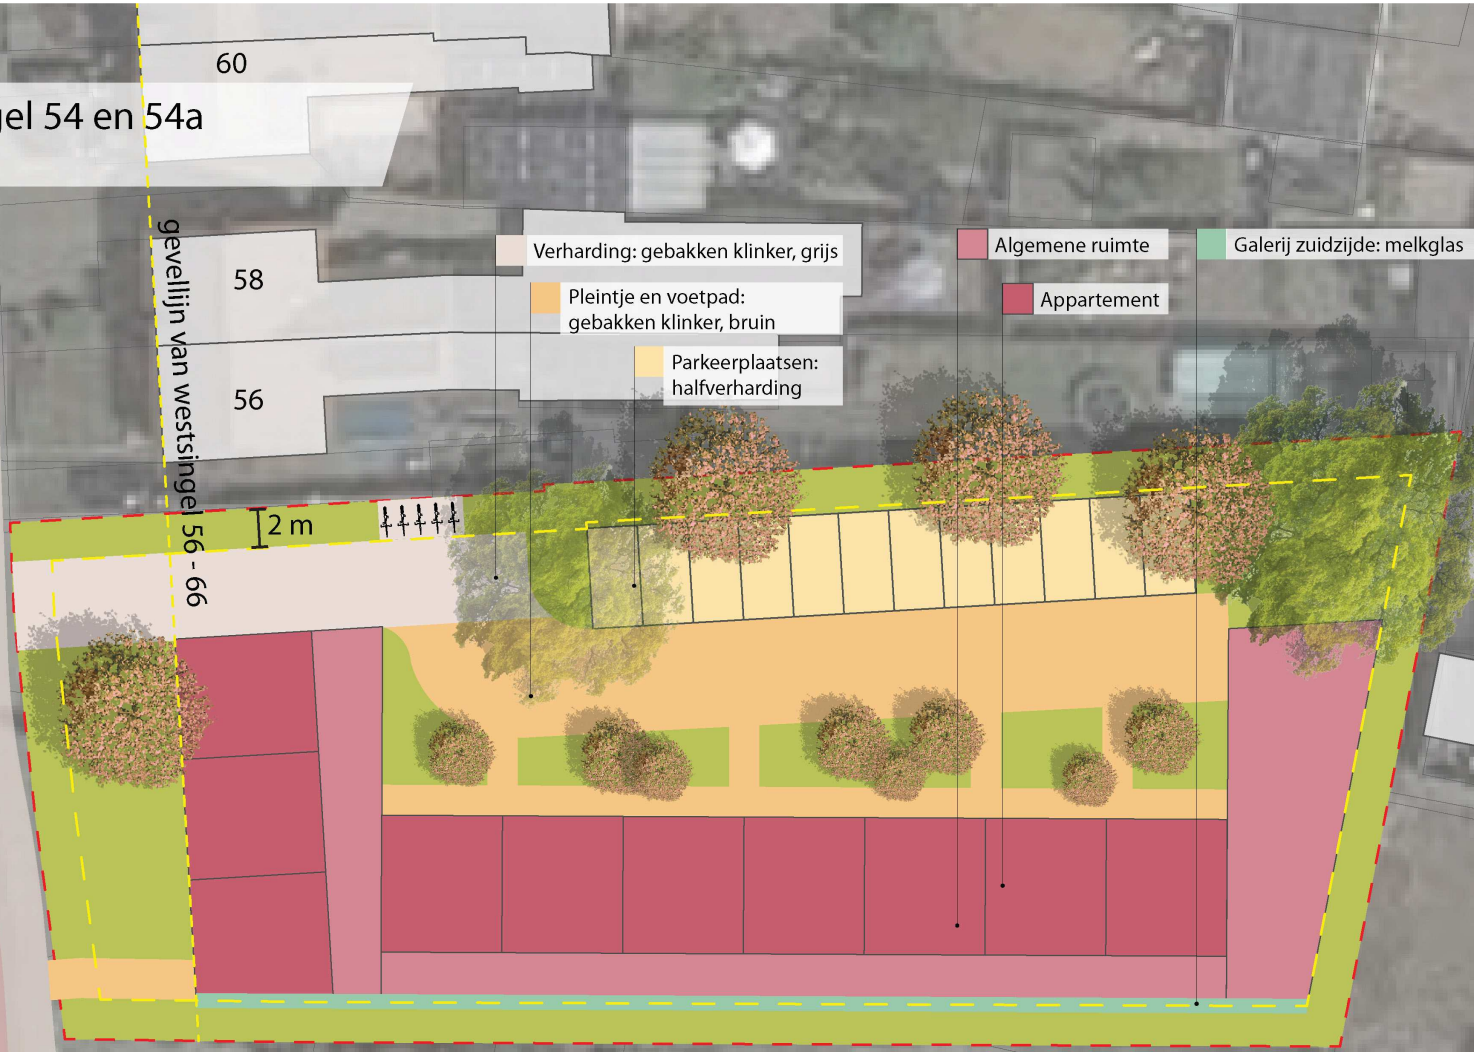 60
gel 54 en 54a
58
56
gevellijn van westsingel 56 - 66
Verharding: gebakken klinker, grijs
Pleintje en voetpad:
gebakken klinker, bruin
Parkeerplaatsen:
halfverharding
Algemene ruimte
Appartement
Galerij zuidzijde: melkglas
2 m